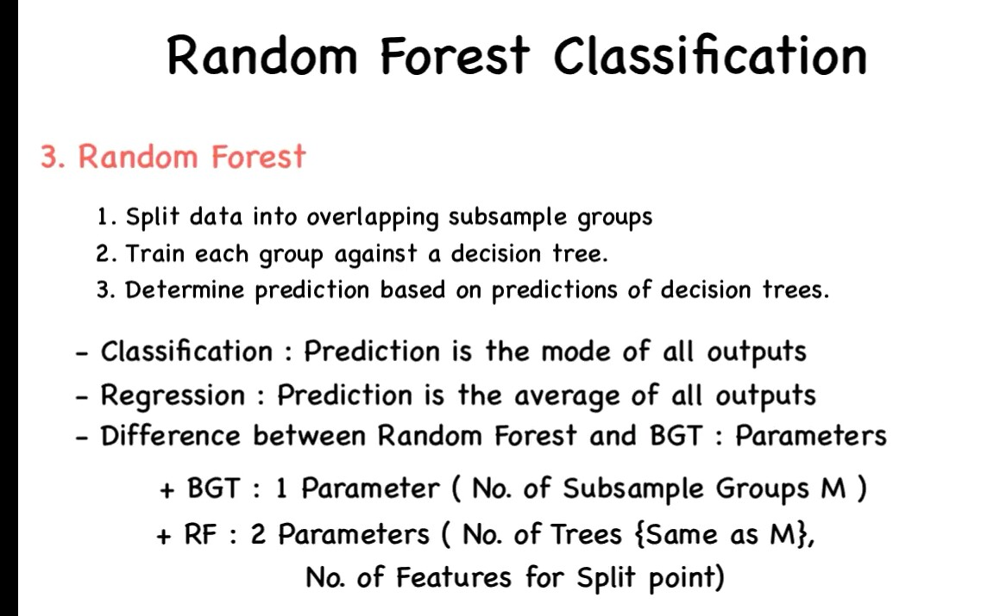 Random Forest Classification
3. Random Forest
1. Split data into overlapping subsample groups
2. Train each group against a decision tree.
3. Determine prediction based on predictions of decision trees.
- Classification : Prediction is the mode of all outputs
- Regression : Prediction is the average of all outputs
- Difference between Random Forest and BGT : Parameters
+ BGT : 1 Parameter ( No. of Subsample Groups M )
+ RF : 2 Parameters ( No. of Trees {Same as M},
No. of Features for Split point)